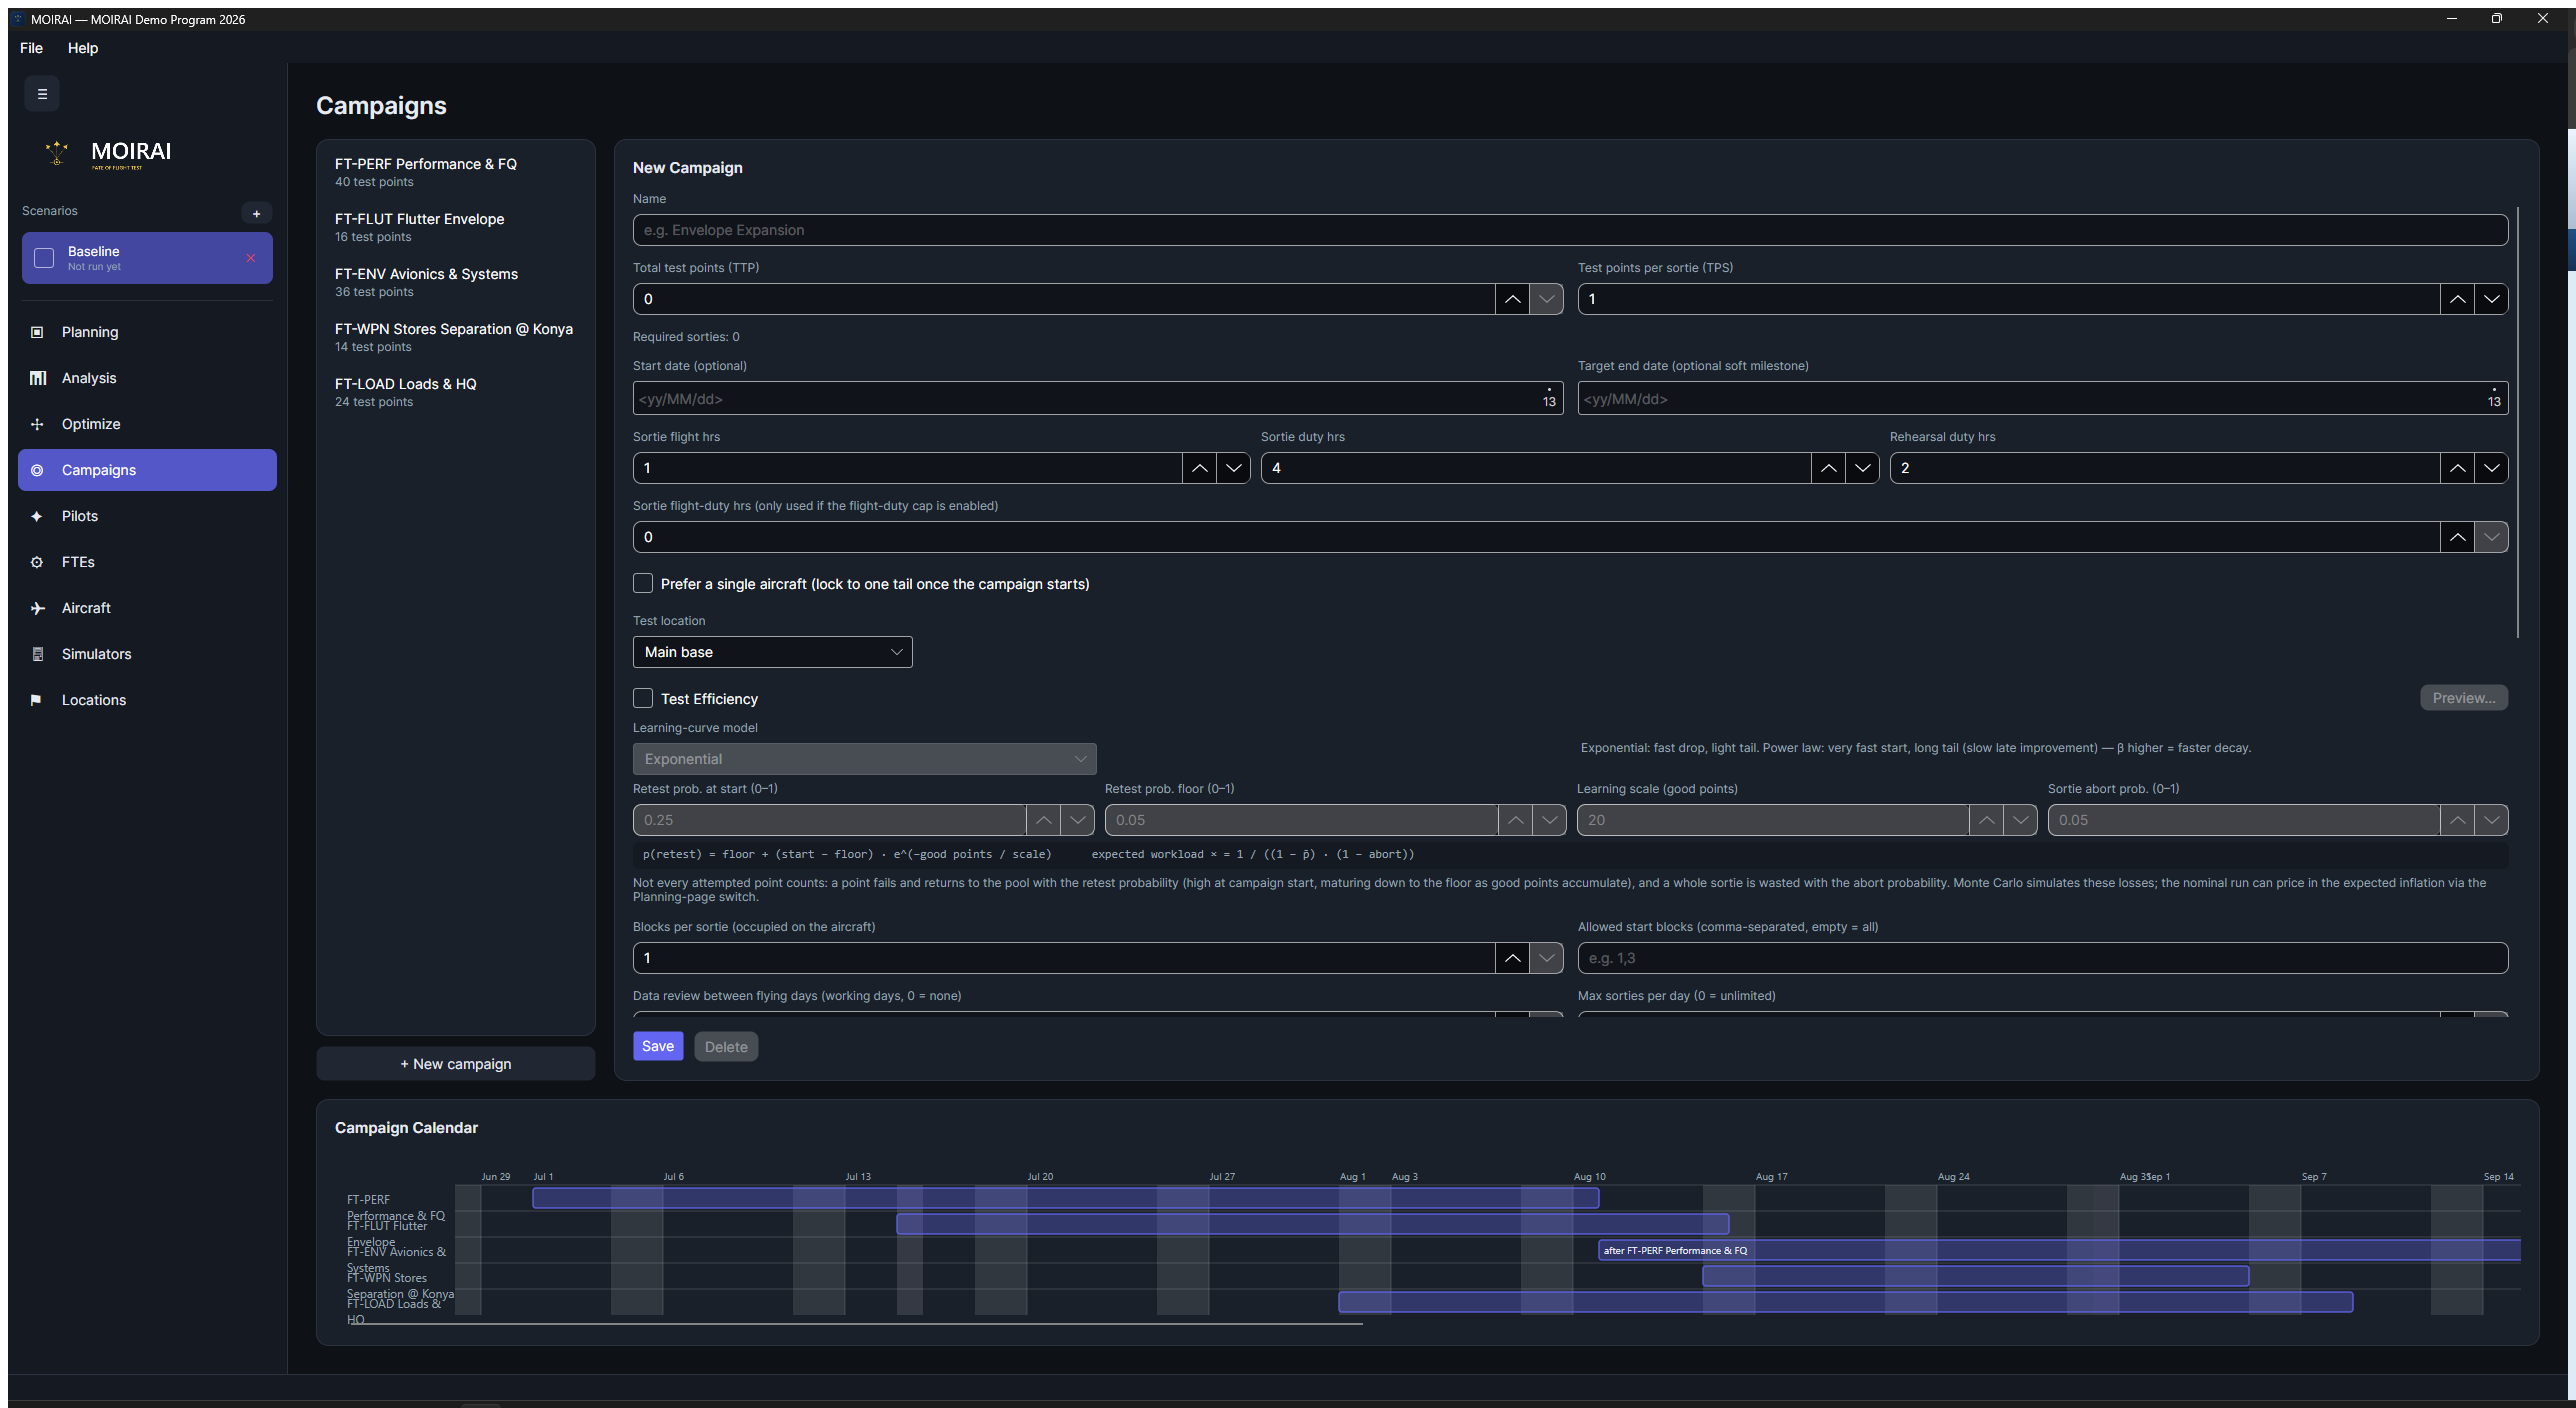 MOIRAI — MOIRAI Demo Program 2026
File Help
MOIRAI
FATE OF FLIGHT TEST
Scenarios +
Baseline
Not run yet
Planning
Analysis
Optimize
Campaigns
Pilots
FTEs
Aircraft
Simulators
Locations
Campaigns
FT-PERF Performance & FQ
40 test points
FT-FLUT Flutter Envelope
16 test points
FT-ENV Avionics & Systems
36 test points
FT-WPN Stores Separation @ Konya
14 test points
FT-LOAD Loads & HQ
24 test points
+ New campaign
New Campaign
Name
e.g. Envelope Expansion
Total test points (TTP) Test points per sortie (TPS)
0 1
Required sorties: 0
Start date (optional) Target end date (optional soft milestone)
<yy/MM/dd> 13 <yy/MM/dd> 13
Sortie flight hrs Sortie duty hrs Rehearsal duty hrs
1 4 2
Sortie flight-duty hrs (only used if the flight-duty cap is enabled)
0
Prefer a single aircraft (lock to one tail once the campaign starts)
Test location
Main base
Test Efficiency Preview...
Learning-curve model
Exponential Exponential: fast drop, light tail. Power law: very fast start, long tail (slow late improvement) — β higher = faster decay.
Retest prob. at start (0–1) Retest prob. floor (0–1) Learning scale (good points) Sortie abort prob. (0–1)
0.25 0.05 20 0.05
p(retest) = floor + (start − floor) · e^(−good points / scale) expected workload × = 1 / ((1 − p̄) · (1 − abort))
Not every attempted point counts: a point fails and returns to the pool with the retest probability (high at campaign start, maturing down to the floor as good points accumulate), and a whole sortie is wasted with the abort probability. Monte Carlo simulates these losses; the nominal run can price in the expected inflation via the
Planning-page switch.
Blocks per sortie (occupied on the aircraft) Allowed start blocks (comma-separated, empty = all)
1 e.g. 1,3
Data review between flying days (working days, 0 = none) Max sorties per day (0 = unlimited)
Save Delete
Campaign Calendar
Jun 29 Jul 1 Jul 6 Jul 13 Jul 20 Jul 27 Aug 1 Aug 3 Aug 10 Aug 17 Aug 24 Aug 31 Sep 1 Sep 7 Sep 14
FT-PERF
Performance & FQ
FT-FLUT Flutter
Envelope
FT-ENV Avionics &
Systems
after FT-PERF Performance & FQ
FT-WPN Stores
Separation @ Konya
FT-LOAD Loads &
HQ